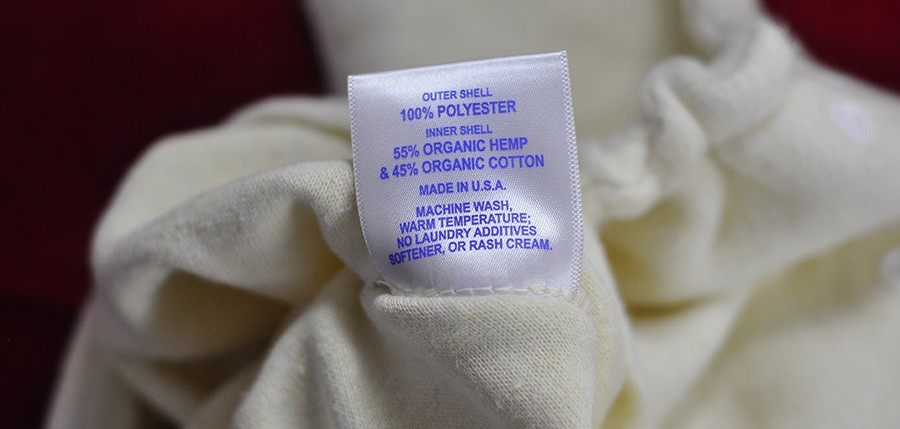 OUTER SHELL
100% POLYESTER
INNER SHELL
55% ORGANIC HEMP
& 45% ORGANIC COTTON
MADE IN U.S.A.
MACHINE WASH,
WARM TEMPERATURE;
NO LAUNDRY ADDITIVES
SOFTENER, OR RASH CREAM.